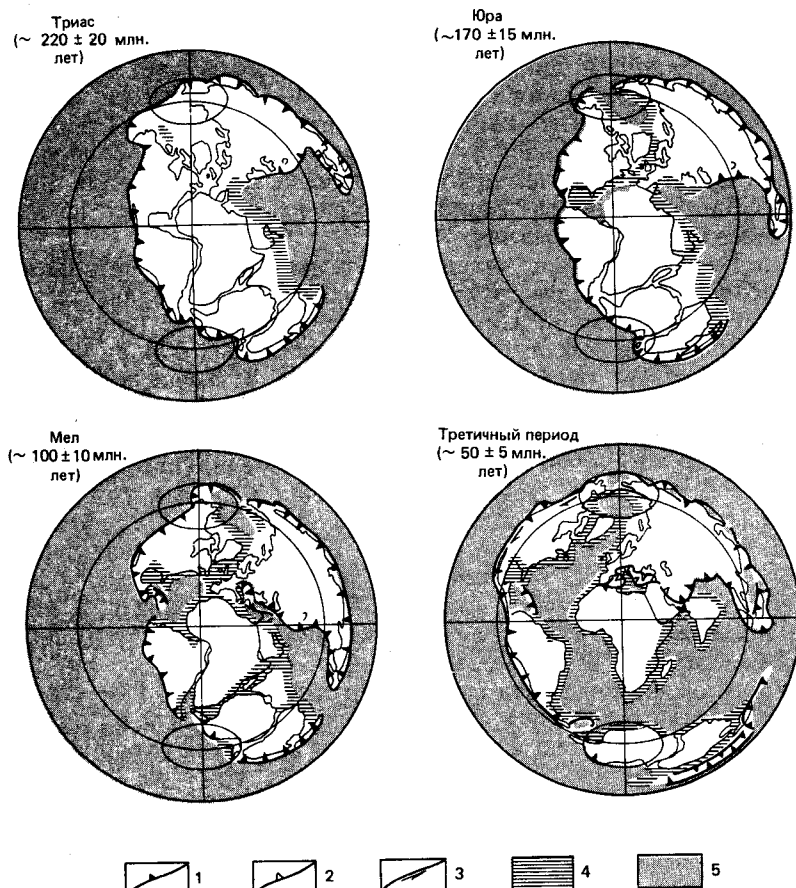 Триас
(~ 220 ± 20 млн.
лет)
Юра
(~170 ±15 млн.
лет)
Мел
(~ 100 ±10 млн.
лет)
Третичный период
(~ 50 ± 5 млн.
лет)
?
1
2
3
4
5